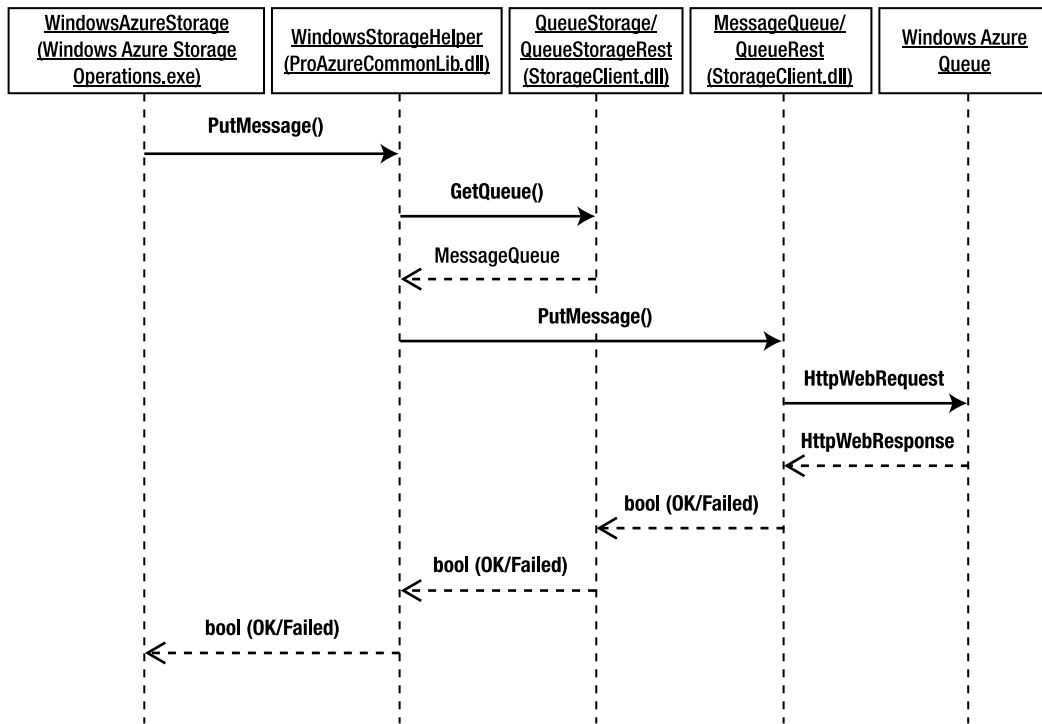 WindowsAzureStorage
(Windows Azure Storage
Operations.exe)
WindowsStorageHelper
(ProAzureCommonLib.dll)
QueueStorage/
QueueStorageRest
(StorageClient.dll)
MessageQueue/
QueueRest
(StorageClient.dll)
Windows Azure
Queue
PutMessage()
GetQueue()
MessageQueue
PutMessage()
HttpWebRequest
HttpWebResponse
bool (OK/Failed)
bool (OK/Failed)
bool (OK/Failed)